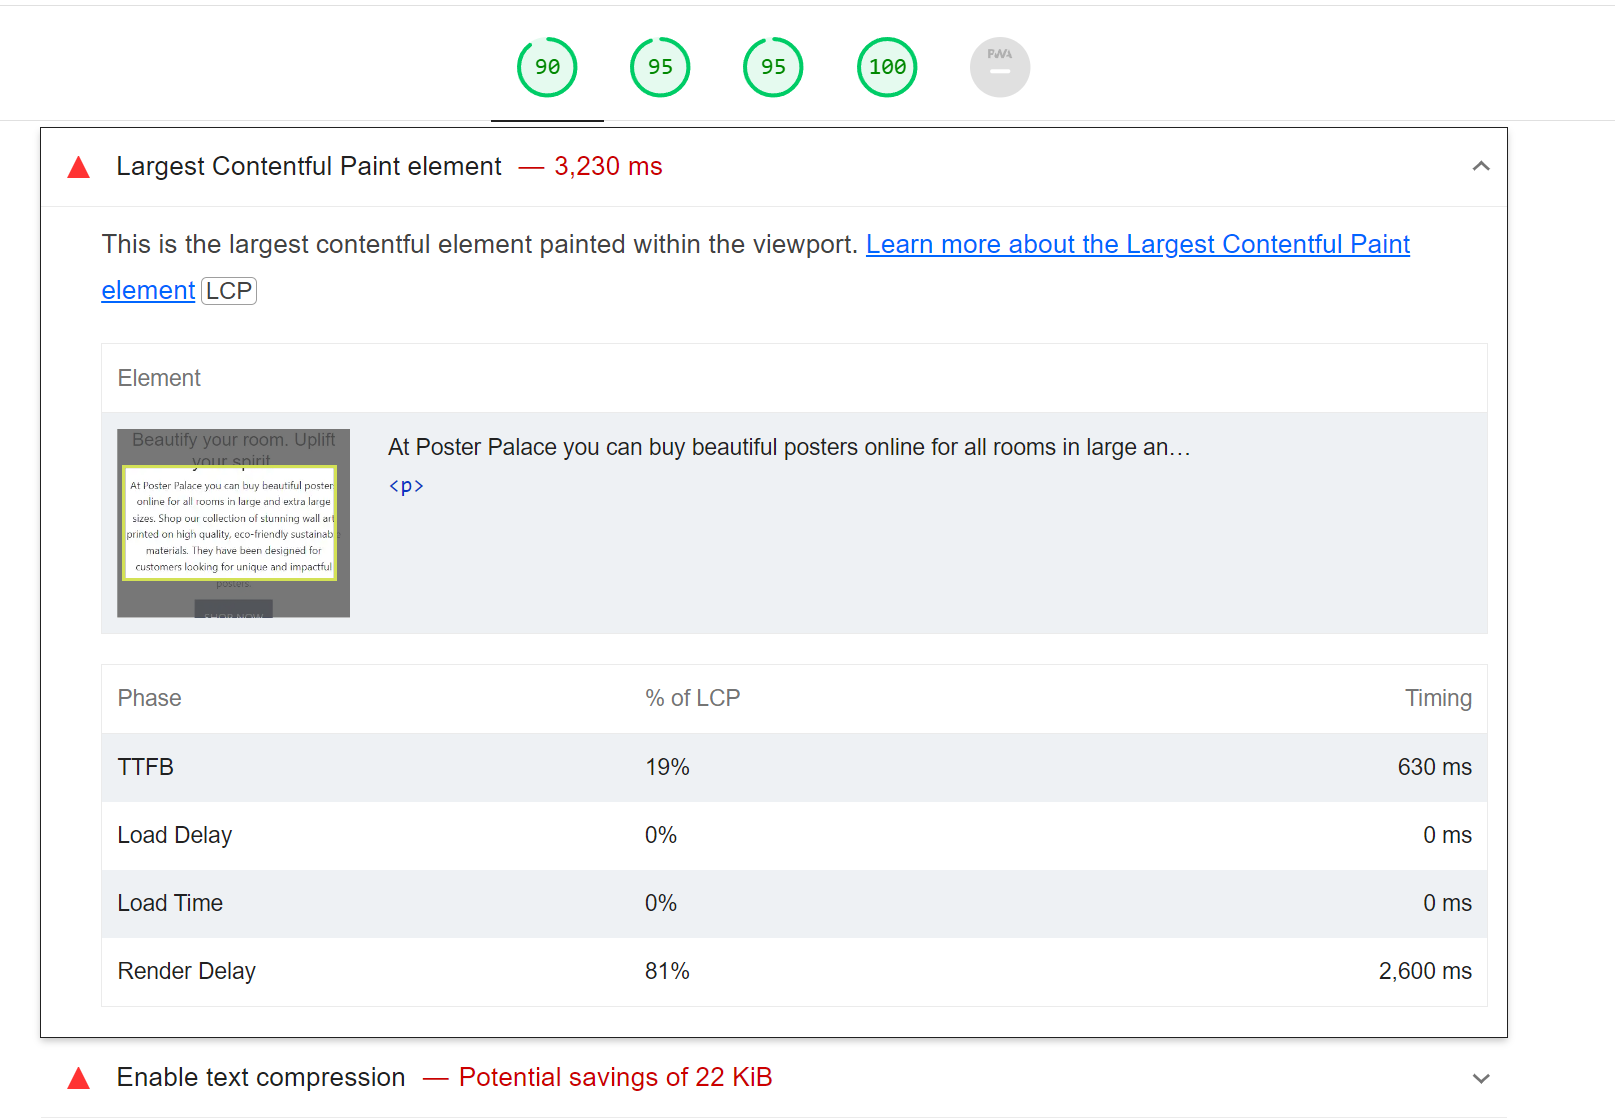 90
95
95
100
PWA
Largest Contentful Paint element — 3,230 ms
This is the largest contentful element painted within the viewport. Learn more about the Largest Contentful Paint
element LCP
Element
Beautify your room. Uplift
your spirit
At Poster Palace you can buy beautiful poster
online for all rooms in large and extra large
sizes. Shop our collection of stunning wall art
printed on high quality, eco-friendly sustainab
materials. They have been designed for
customers looking for unique and impactful
posters.
SHOP NOW
At Poster Palace you can buy beautiful posters online for all rooms in large an…
<p>
Phase % of LCP Timing
TTFB 19% 630 ms
Load Delay 0% 0 ms
Load Time 0% 0 ms
Render Delay 81% 2,600 ms
Enable text compression — Potential savings of 22 KiB